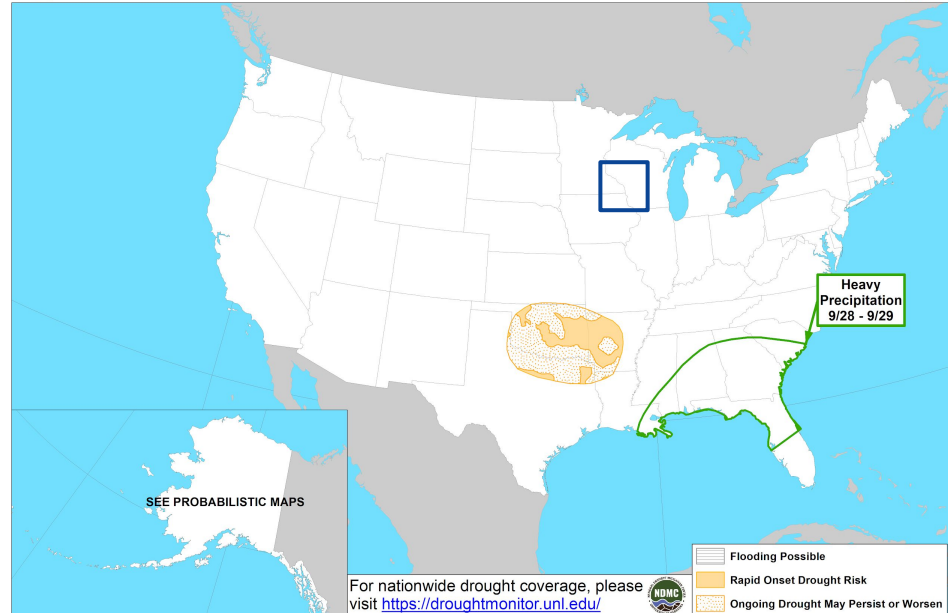 Heavy
Precipitation
9/28 - 9/29
SEE PROBABILISTIC MAPS
For nationwide drought coverage, please
visit https://droughtmonitor.unl.edu/
NDMC
Flooding Possible
Rapid Onset Drought Risk
Ongoing Drought May Persist or Worsen